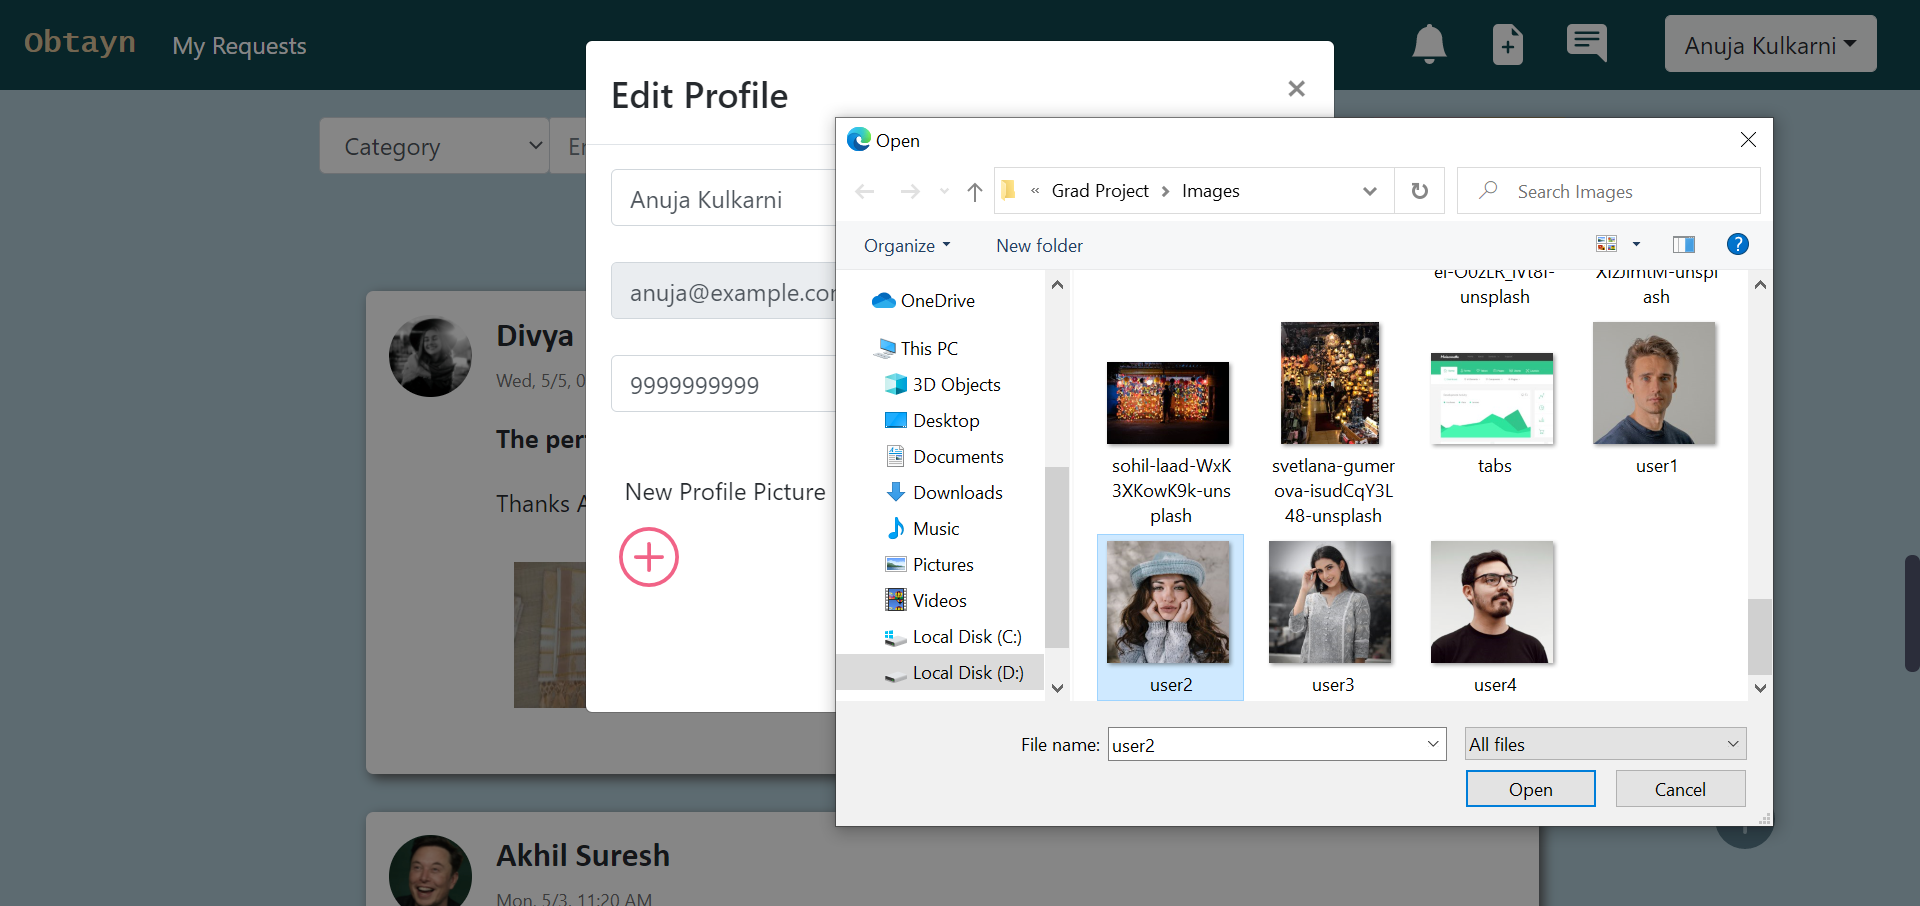 Obtayn
My Requests
Anuja Kulkarni
Category
En
Edit Profile
×
Anuja Kulkarni
anuja@example.com
9999999999
New Profile Picture
Divya
Wed, 5/5, 0
The per
Thanks A
Akhil Suresh
Mon, 5/3, 11:20 AM
Open
« Grad Project > Images
Search Images
Organize
New folder
?
OneDrive
This PC
3D Objects
Desktop
Documents
Downloads
Music
Pictures
Videos
Local Disk (C:)
Local Disk (D:)
unsplash
ash
sohil-laad-WxK
3XKowK9k-uns
plash
svetlana-gumer
ova-isudCqY3L
48-unsplash
tabs
user1
user2
user3
user4
File name:
user2
All files
Open
Cancel